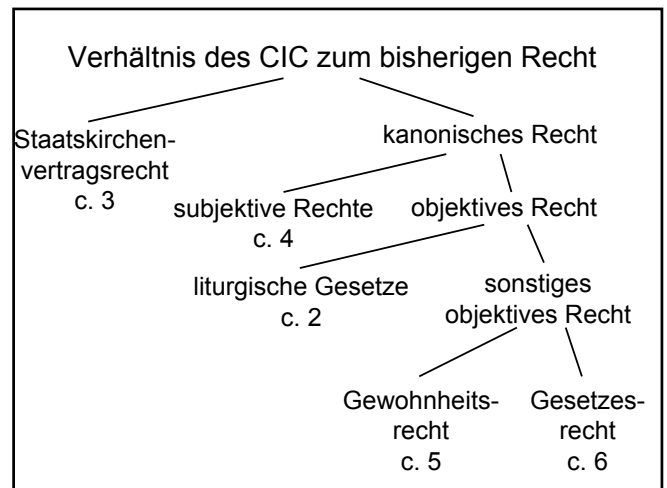 Verhältnis des CIC zum bisherigen Recht
Staatskirchen-
vertragsrecht
c. 3
kanonisches Recht
subjektive Rechte
c. 4
objektives Recht
liturgische Gesetze
c. 2
sonstiges
objektives Recht
Gewohnheits-
recht
c. 5
Gesetzes-
recht
c. 6